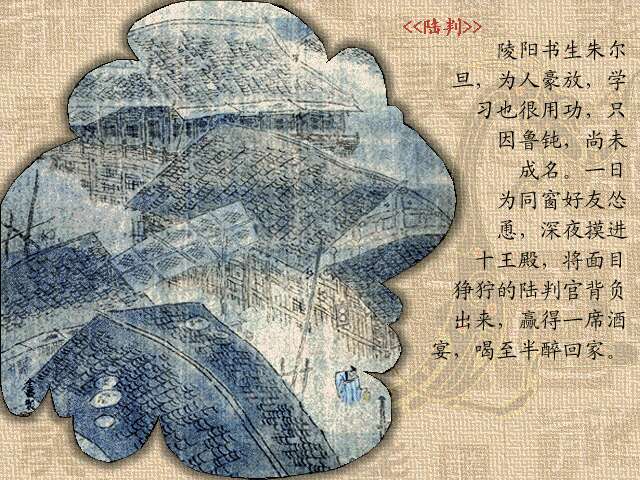 <<陆判>>
陵阳书生朱尔
旦，为人豪放，学
习也很用功，只
因鲁钝，尚未
成名。一日
为同窗好友怂
恿，深夜摸进
十王殿，将面目
狰狞的陆判官背负
出来，赢得一席酒
宴，喝至半醉回家。